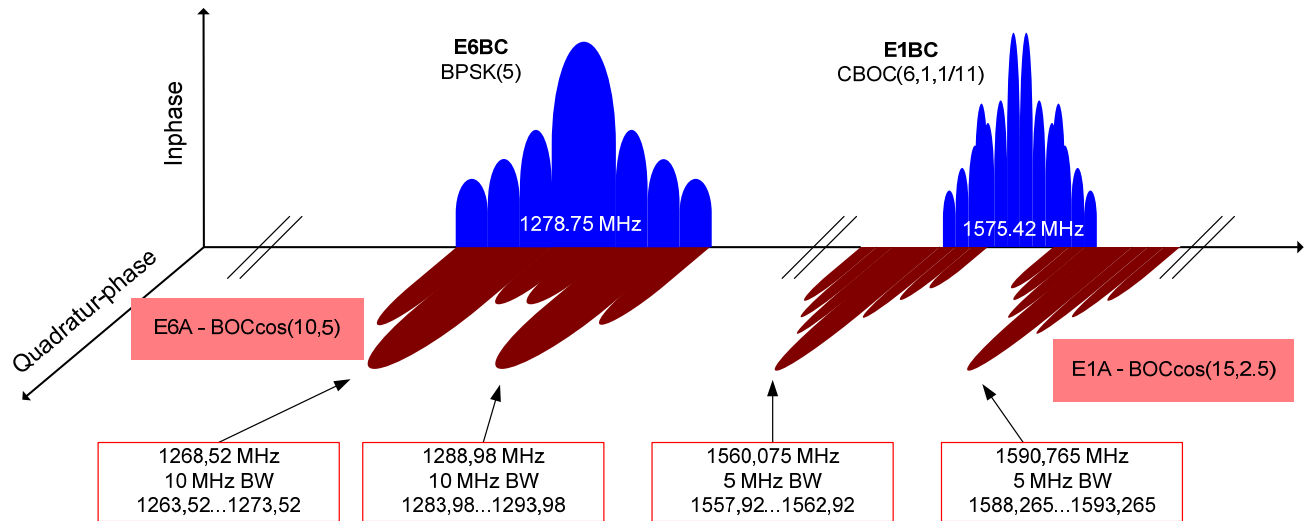 Inphase
Quadratur-phase
E6BC
BPSK(5)
E1BC
CBOC(6,1,1/11)
1278.75 MHz
1575.42 MHz
E6A - BOCcos(10,5)
E1A - BOCcos(15,2.5)
1268,52 MHz
10 MHz BW
1263,52...1273,52
1288,98 MHz
10 MHz BW
1283,98...1293,98
1560,075 MHz
5 MHz BW
1557,92...1562,92
1590,765 MHz
5 MHz BW
1588,265...1593,265